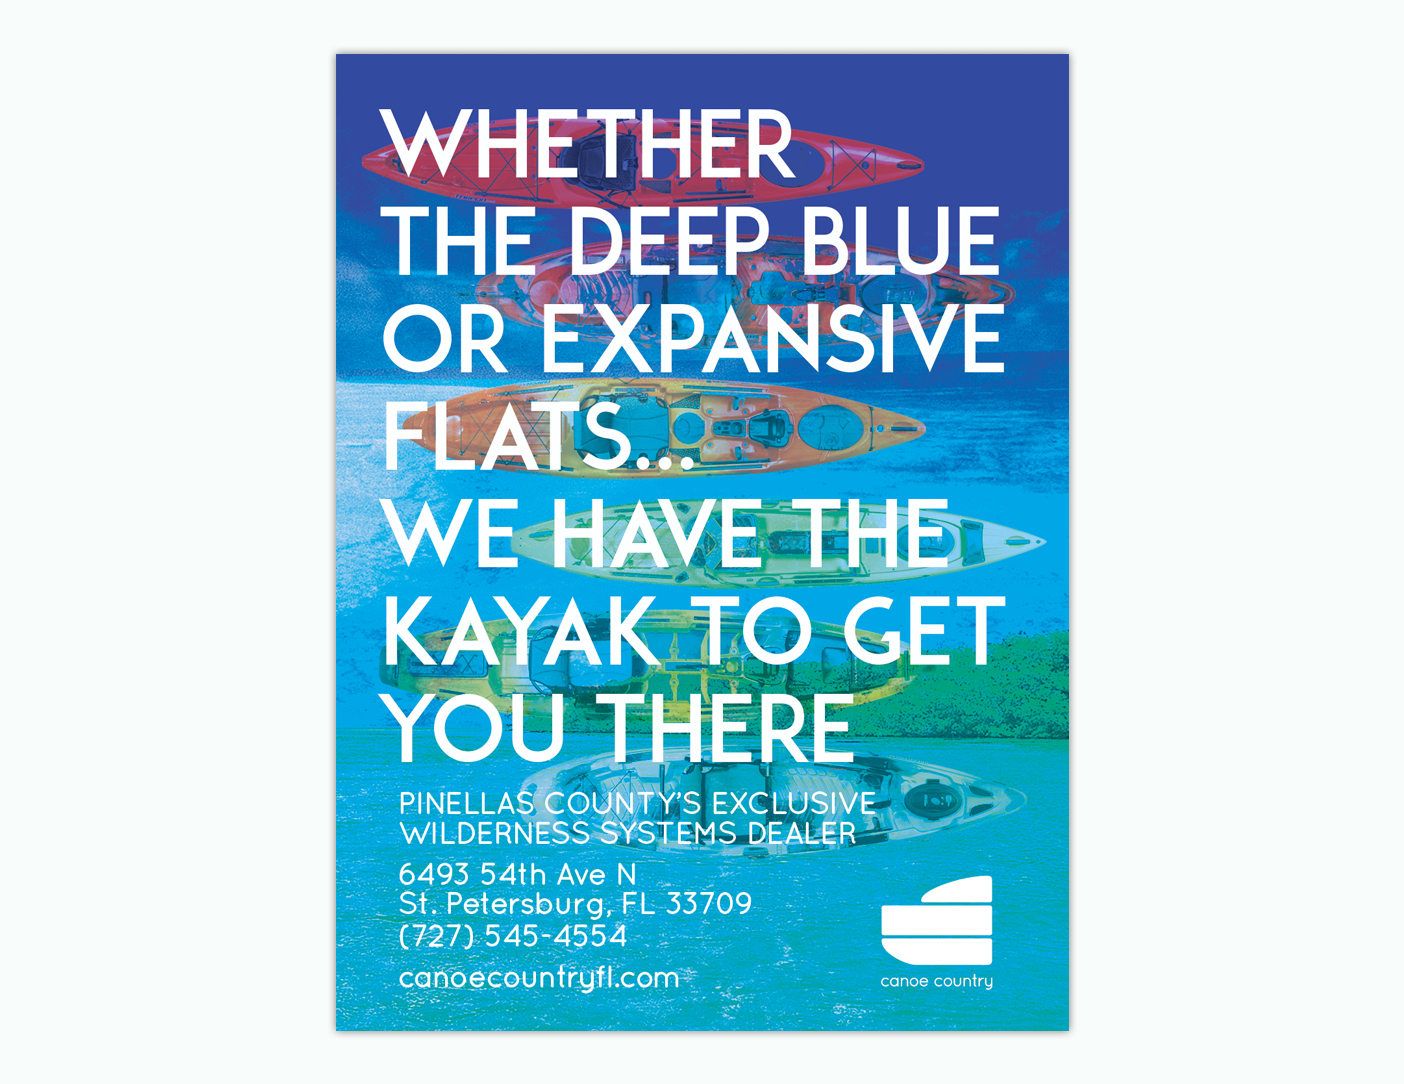 WHETHER
THE DEEP BLUE
OR EXPANSIVE
FLATS...
WE HAVE THE
KAYAK TO GET
YOU THERE
PINELLAS COUNTY'S EXCLUSIVE
WILDERNESS SYSTEMS DEALER
6493 54th Ave N
St. Petersburg, FL 33709
(727) 545-4554
canoecountryfl.com
canoe country